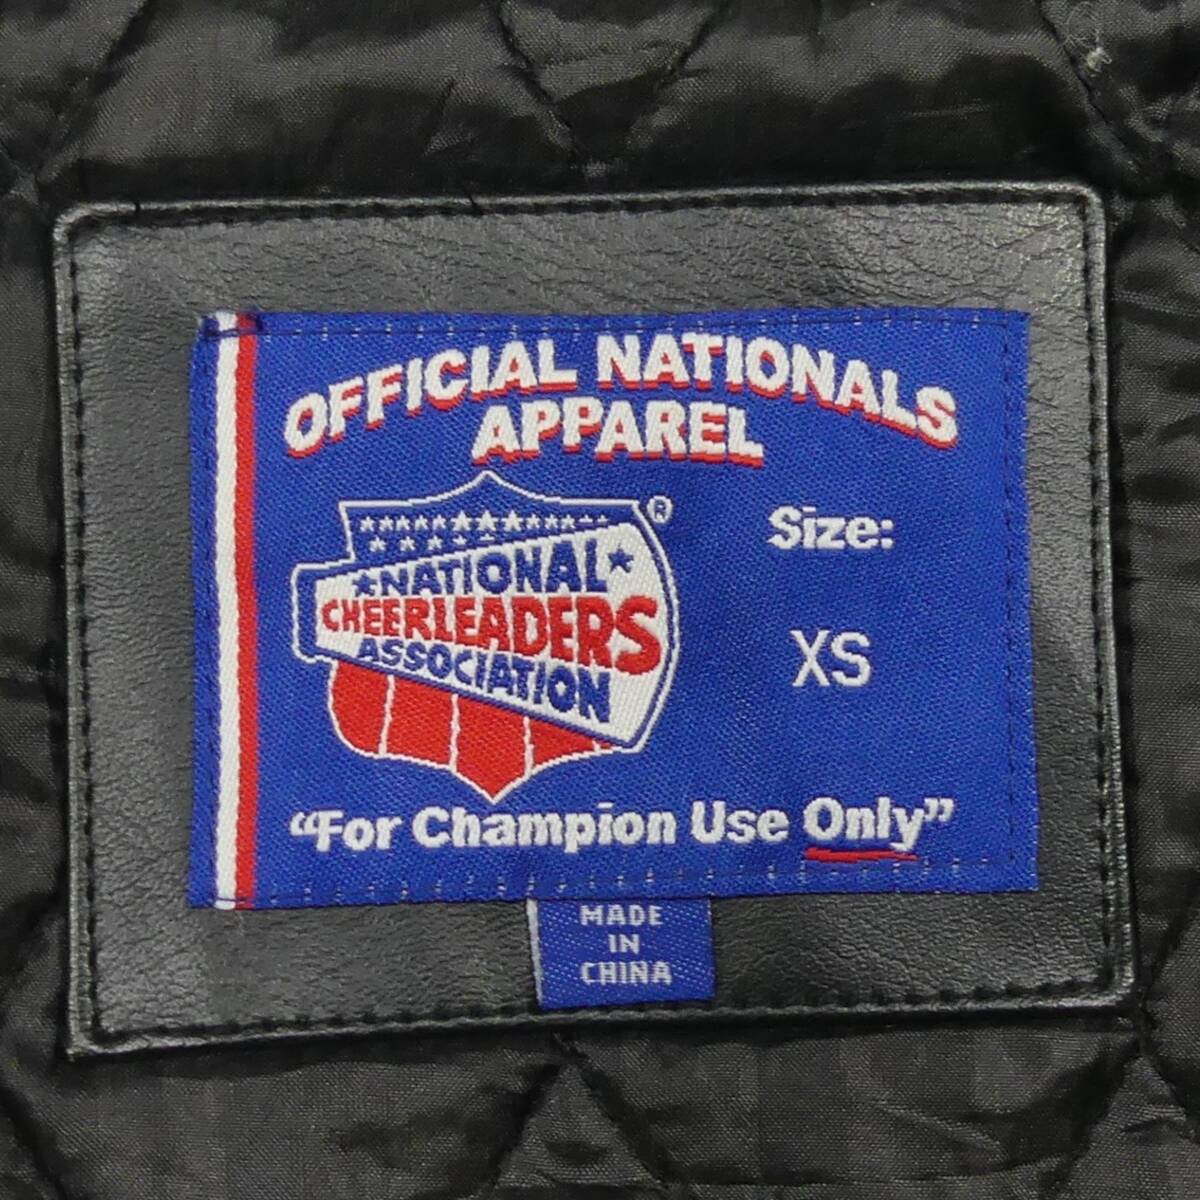 OFFICIAL NATIONALS
APPAREL
®
NATIONAL
CHEERLEADERS
ASSOCIATION
Size:
XS
“For Champion Use Only”
MADE
IN
CHINA